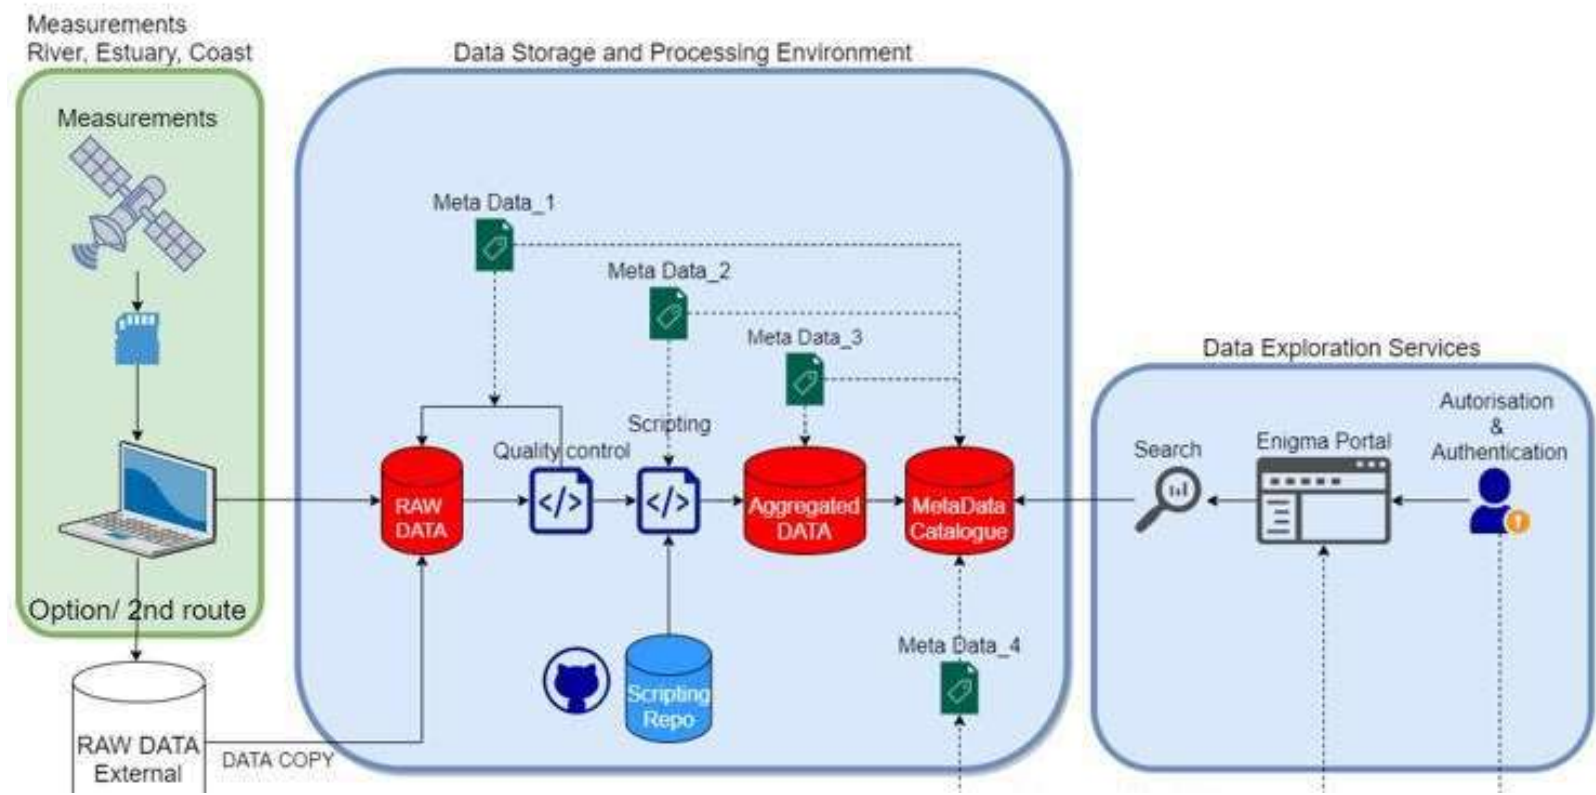 Measurements
River, Estuary, Coast
Data Storage and Processing Environment
Measurements
Meta Data_1
Meta Data_2
Meta Data_3
Data Exploration Services
Autorisation
&
Authentication
Enigma Portal
Search
Scripting
Quality control
</>
</>
RAW
DATA
Aggregated
DATA
MetaData
Catalogue
Option/ 2nd route
Meta Data_4
Scripting
Repo
RAW DATA
External
DATA COPY